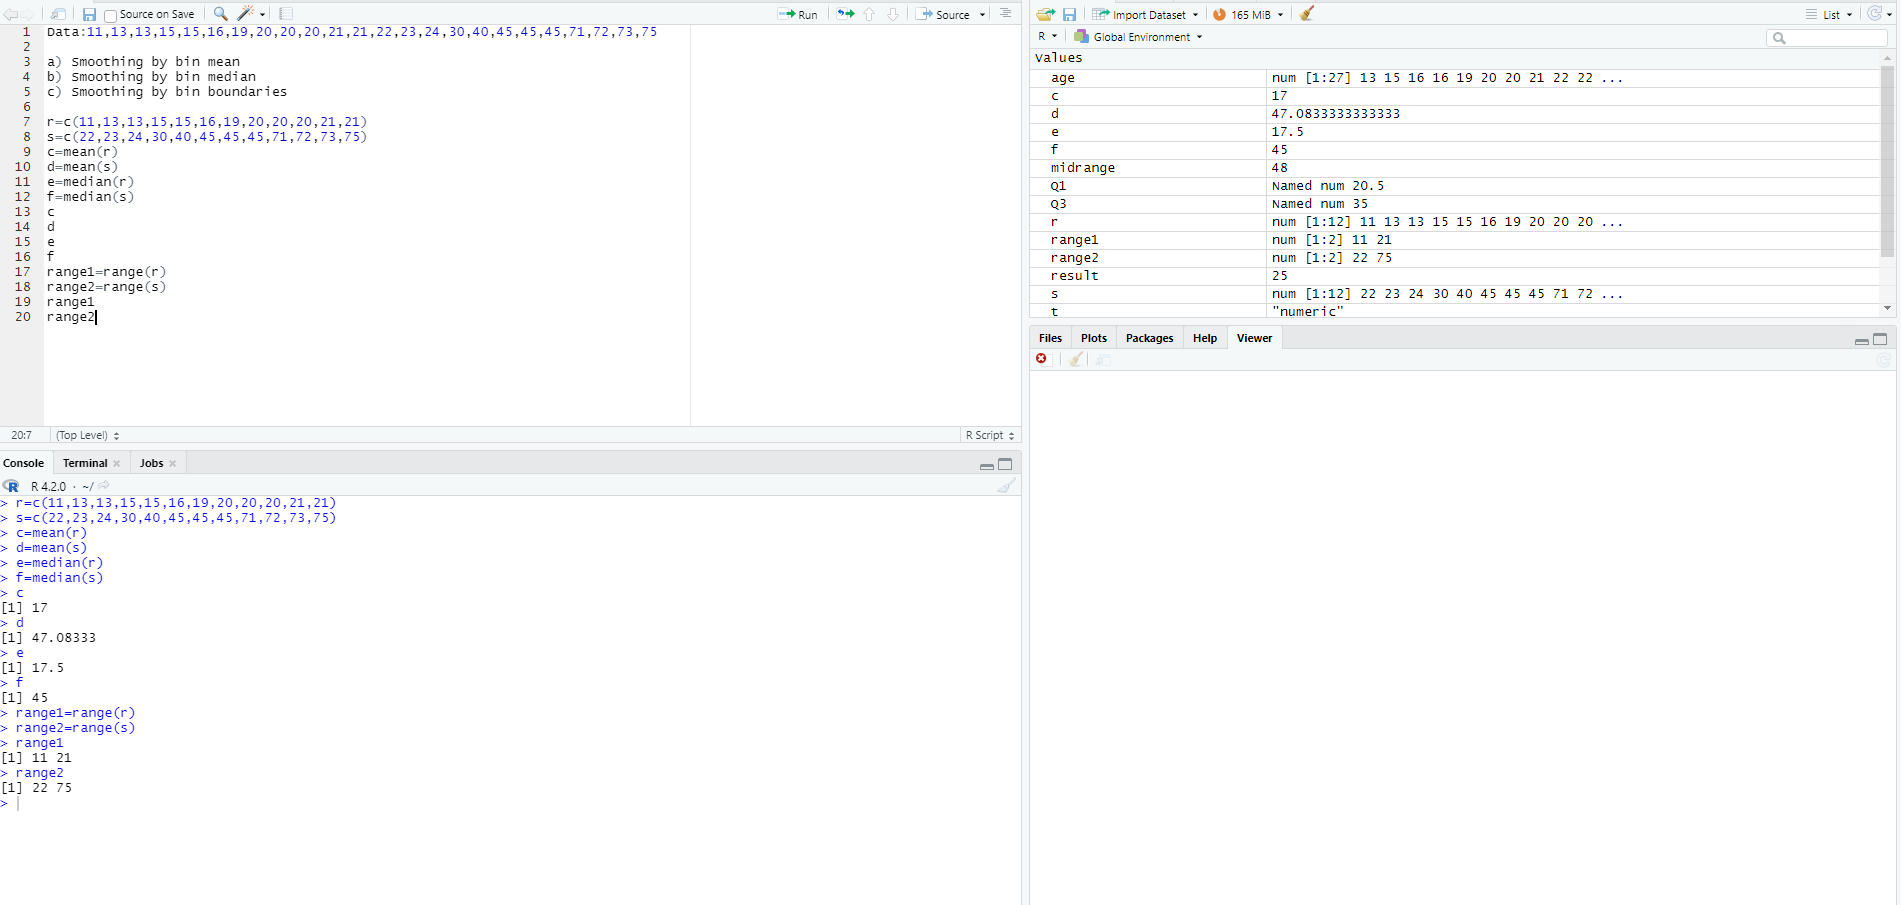 Source on Save
Run
Source
1 Data:11,13,13,15,15,16,19,20,20,20,21,21,22,23,24,30,40,45,45,45,71,72,73,75
2
3 a) Smoothing by bin mean
4 b) Smoothing by bin median
5 c) Smoothing by bin boundaries
6
7 r=c(11,13,13,15,15,16,19,20,20,20,21,21)
8 s=c(22,23,24,30,40,45,45,45,71,72,73,75)
9 c=mean(r)
10 d=mean(s)
11 e=median(r)
12 f=median(s)
13 c
14 d
15 e
16 f
17 range1=range(r)
18 range2=range(s)
19 range1
20 range2
20:7 (Top Level) R Script
Console Terminal Jobs
R 4.2.0 · ~/
> r=c(11,13,13,15,15,16,19,20,20,20,21,21)
> s=c(22,23,24,30,40,45,45,45,71,72,73,75)
> c=mean(r)
> d=mean(s)
> e=median(r)
> f=median(s)
> c
[1] 17
> d
[1] 47.08333
> e
[1] 17.5
> f
[1] 45
> range1=range(r)
> range2=range(s)
> range1
[1] 11 21
> range2
[1] 22 75
>
Import Dataset 165 MiB List
R Global Environment
Values
age num [1:27] 13 15 16 16 19 20 20 21 22 22 ...
c 17
d 47.0833333333333
e 17.5
f 45
midrange 48
Q1 Named num 20.5
Q3 Named num 35
r num [1:12] 11 13 13 15 15 16 19 20 20 20 ...
range1 num [1:2] 11 21
range2 num [1:2] 22 75
result 25
s num [1:12] 22 23 24 30 40 45 45 45 71 72 ...
t "numeric"
Files Plots Packages Help Viewer